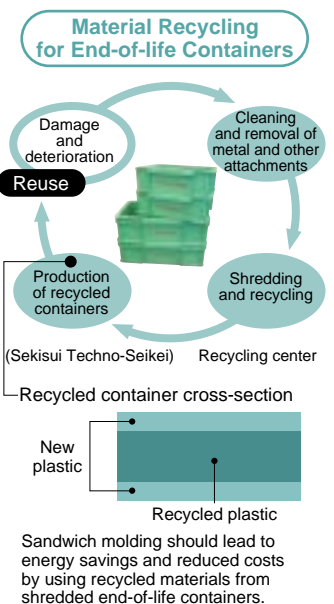 Material Recycling
for End-of-life Containers
Damage
and
deterioration
Reuse
Cleaning
and removal of
metal and other
attachments
Production
of recycled
containers
Shredding
and recycling
(Sekisui Techno-Seikei)
Recycling center
Recycled container cross-section
New
plastic
Recycled plastic
Sandwich molding should lead to
energy savings and reduced costs
by using recycled materials from
shredded end-of-life containers.